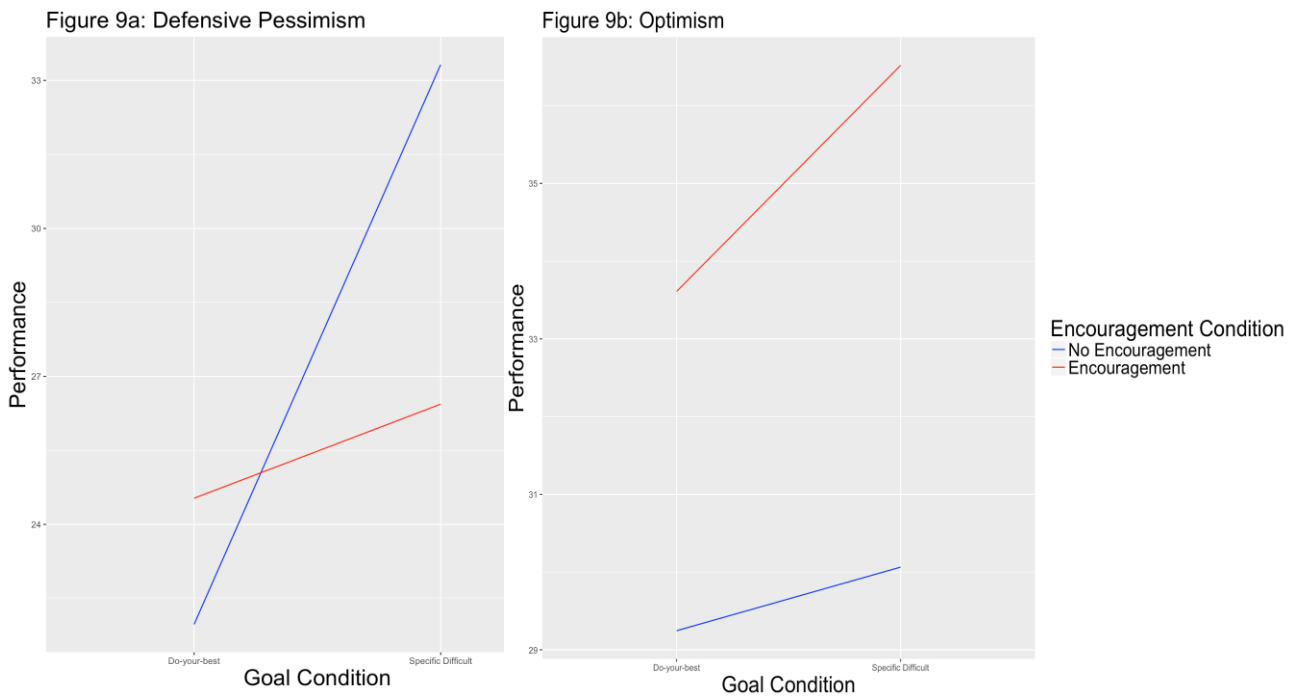 Figure 9a: Defensive Pessimism
Performance
33
30
27
24
Do-your-best
Specific Difficult
Goal Condition
Figure 9b: Optimism
Performance
35
33
31
29
Do-your-best
Specific Difficult
Goal Condition
Encouragement Condition
No Encouragement
Encouragement